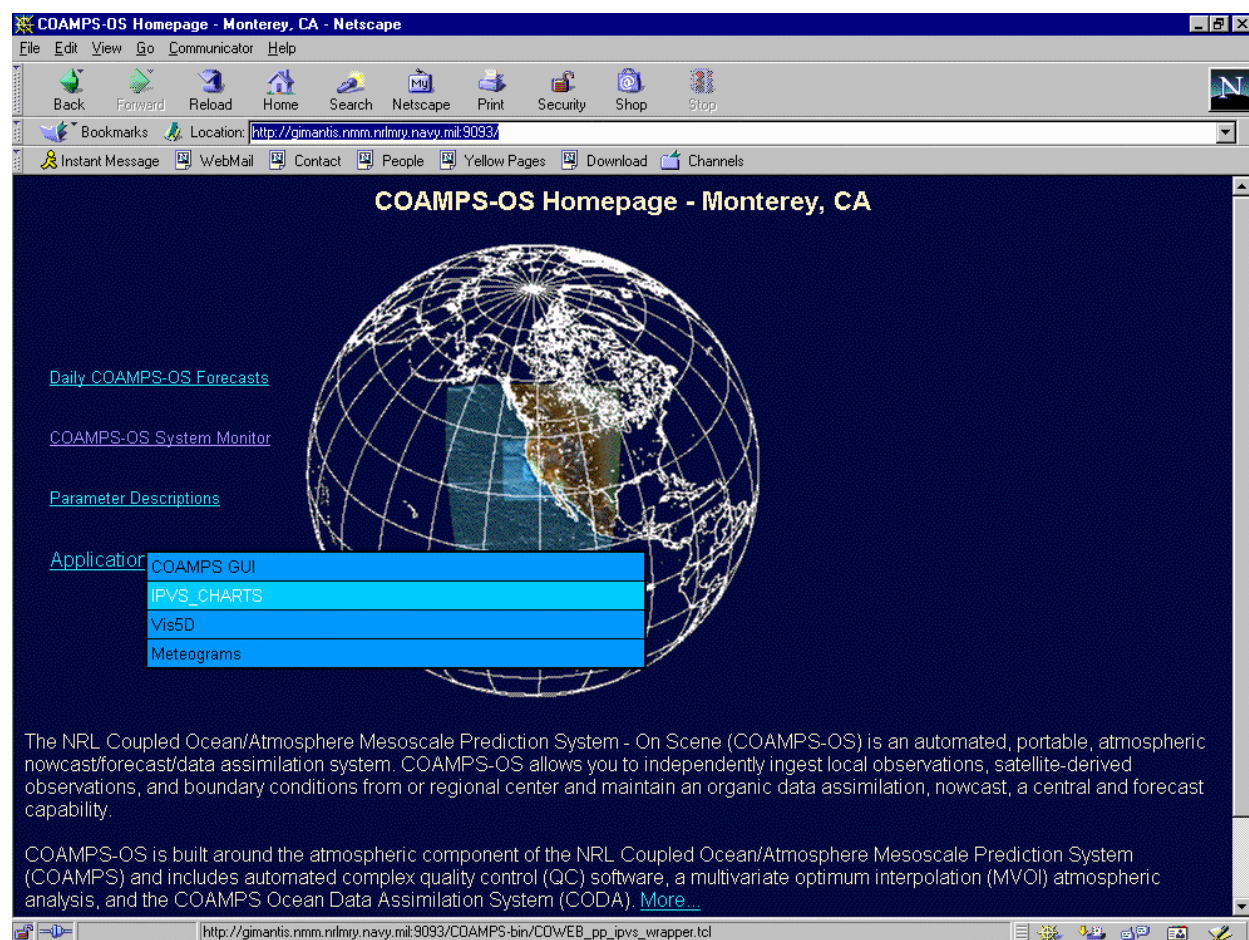 COAMPS-OS Homepage - Monterey, CA - Netscape
File Edit View Go Communicator Help
Back Forward Reload Home Search My Netscape Print Security Shop Stop
N
Bookmarks Location: http://gimantis.nmm.nrlmry.navy.mil:9093/
Instant Message WebMail Contact People Yellow Pages Download Channels
COAMPS-OS Homepage - Monterey, CA
Daily COAMPS-OS Forecasts
COAMPS-OS System Monitor
Parameter Descriptions
Application
COAMPS GUI
IPVS_CHARTS
Vis5D
Meteograms
The NRL Coupled Ocean/Atmosphere Mesoscale Prediction System - On Scene (COAMPS-OS) is an automated, portable, atmospheric
nowcast/forecast/data assimilation system. COAMPS-OS allows you to independently ingest local observations, satellite-derived
observations, and boundary conditions from or regional center and maintain an organic data assimilation, nowcast, a central and forecast
capability.
COAMPS-OS is built around the atmospheric component of the NRL Coupled Ocean/Atmosphere Mesoscale Prediction System
(COAMPS) and includes automated complex quality control (QC) software, a multivariate optimum interpolation (MVOI) atmospheric
analysis, and the COAMPS Ocean Data Assimilation System (CODA). More...
http://gimantis.nmm.nrlmry.navy.mil:9093/COAMPS-bin/COWEB_pp_ipvs_wrapper.tcl